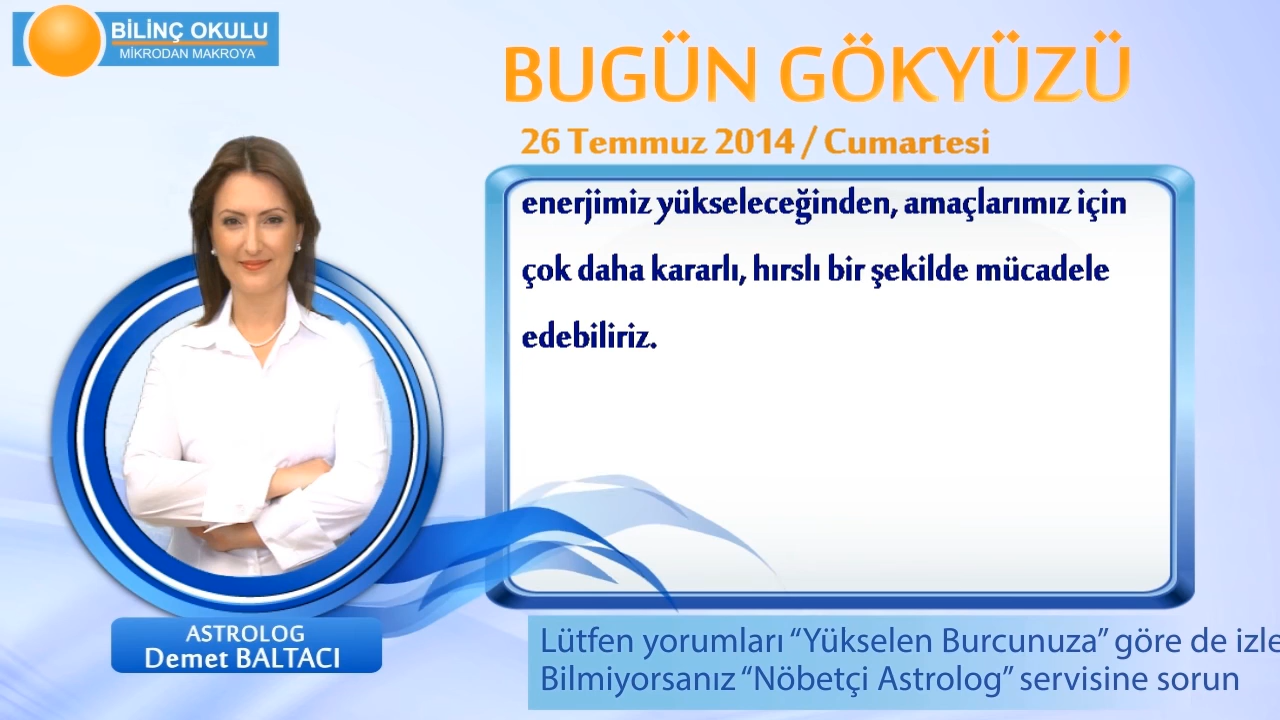 BİLİNÇ OKULU
MİKRODAN MAKROYA
BUGÜN GÖKYÜZÜ
26 Temmuz 2014 / Cumartesi
enerjimiz yükseleceğinden, amaçlarımız için
çok daha kararlı, hırslı bir şekilde mücadele
edebiliriz.
ASTROLOG
Demet BALTACI
Lütfen yorumları “Yükselen Burcunuza” göre de izle
Bilmiyorsanız “Nöbetçi Astrolog” servisine sorun